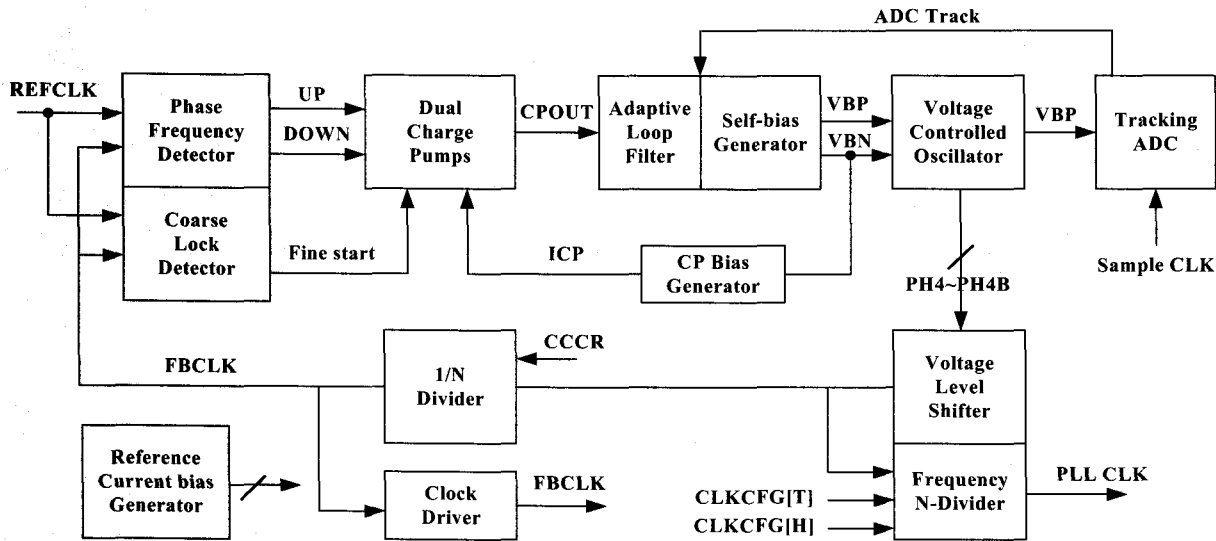 ADC Track
REFCLK
Phase
Frequency
Detector
UP
DOWN
Dual
Charge
Pumps
CPOUT
Adaptive
Loop
Filter
Self-bias
Generator
VBP
VBN
Voltage
Controlled
Oscillator
VBP
Tracking
ADC
Coarse
Lock
Detector
Fine start
ICP
CP Bias
Generator
PH4~PH4B
Sample CLK
FBCLK
1/N
Divider
CCCR
Voltage
Level
Shifter
Reference
Current bias
Generator
Clock
Driver
FBCLK
CLKCFG[T]
CLKCFG[H]
Frequency
N-Divider
PLL CLK